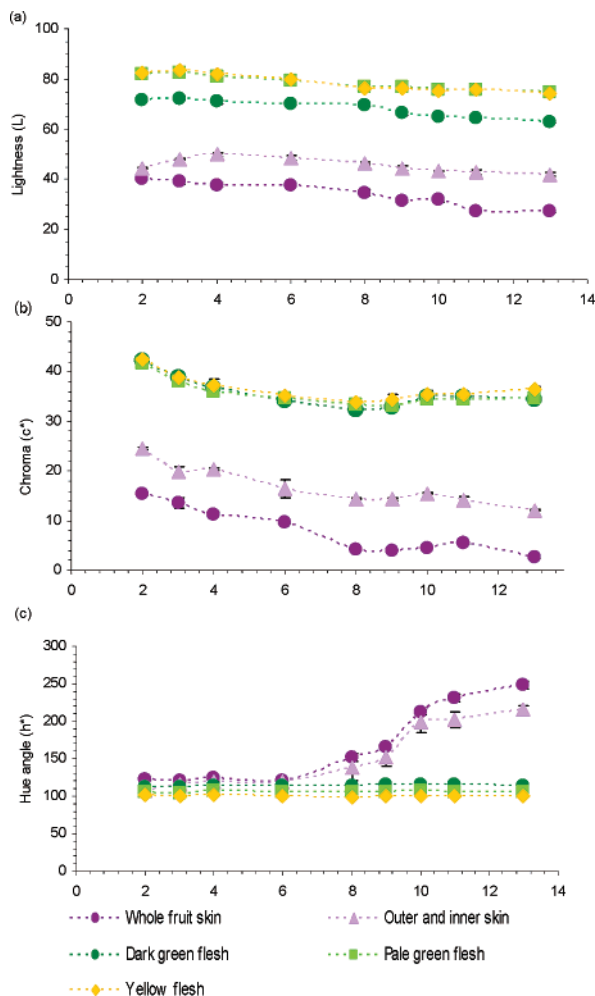 (a)
100
80
60
40
20
0
Lightness (L)
0 2 4 6 8 10 12 14
(b)
50
40
30
20
10
0
Chroma (c*)
0 2 4 6 8 10 12
(c)
300
250
200
150
100
50
0
Hue angle (h*)
0 2 4 6 8 10 12 14
Whole fruit skin Outer and inner skin
Dark green flesh Pale green flesh
Yellow flesh